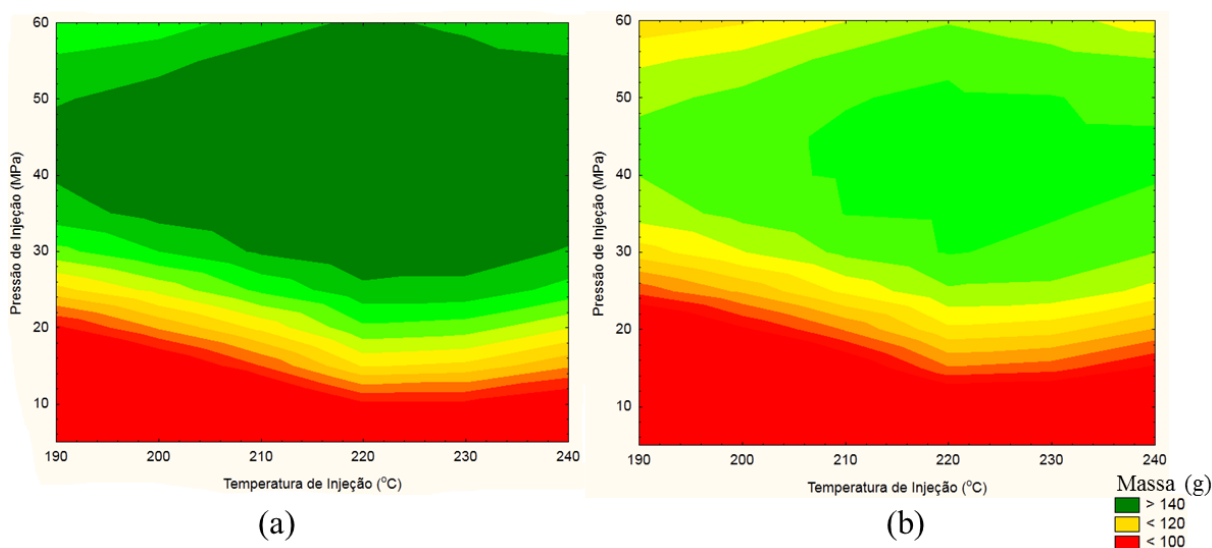 60
50
40
30
20
10
Pressão de Injeção (MPa)
190 200 210 220 230 240
Temperatura de Injeção (°C)
(a)
60
50
40
30
20
10
Pressão de Injeção (MPa)
190 200 210 220 230 240
Temperatura de Injeção (°C)
(b)
Massa (g)
> 140
< 120
< 100